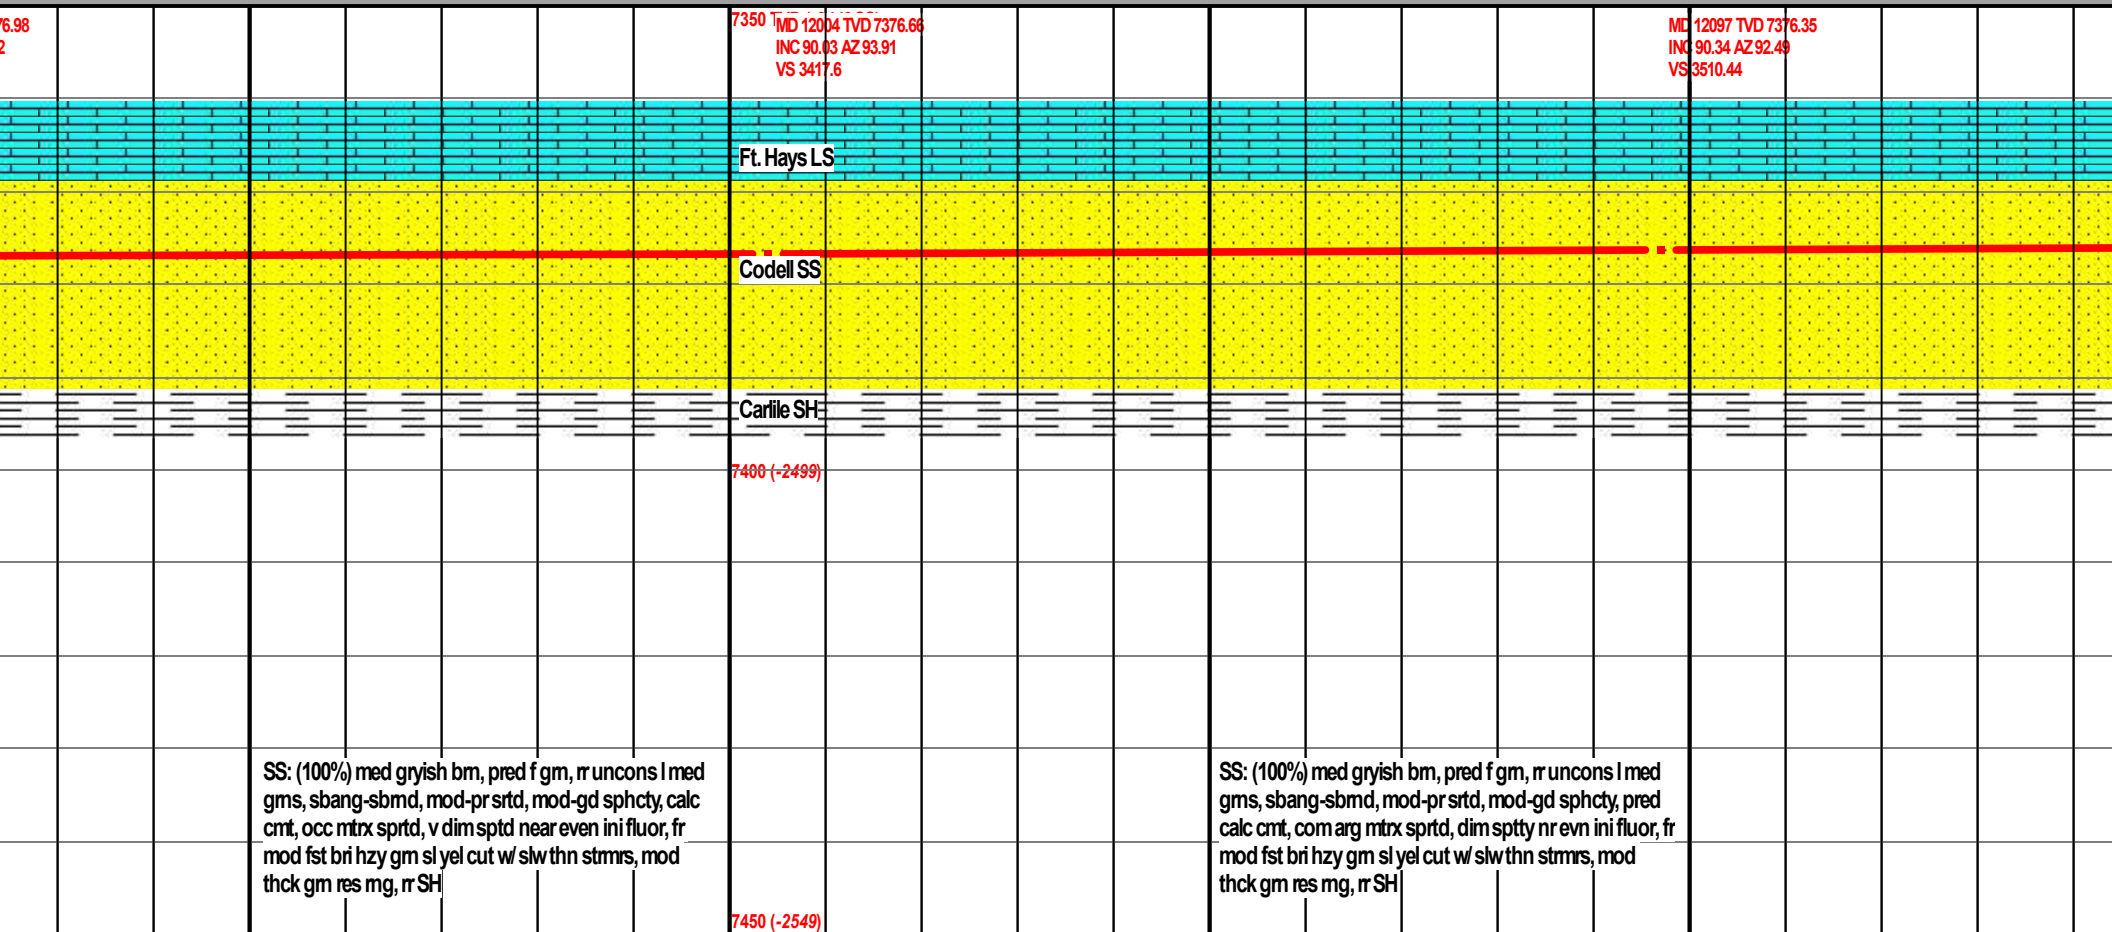 76.98
2
7350
MD 12004 TVD 7376.66
INC 90.03 AZ 93.91
VS 3417.6
MD 12097 TVD 7376.35
INC 90.34 AZ 92.49
VS 3510.44
Ft. Hays LS
Codell SS
Carlile SH
7400 (-2499)
SS: (100%) med gryish brn, pred f grn, rr uncons l med
grns, sbang-sbrnd, mod-pr srtd, mod-gd sphcty, calc
cmt, occ mtrx sprtd, v dim sptd near even ini fluor, fr
mod fst bri hzy grn sl yel cut w/ slw thn strmrs, mod
thck grn res rng, rr SH
SS: (100%) med gryish brn, pred f grn, rr uncons l med
grns, sbang-sbrnd, mod-pr srtd, mod-gd sphcty, pred
calc cmt, com arg mtrx sprtd, dim sptty nr evn ini fluor, fr
mod fst bri hzy grn sl yel cut w/ slw thn strmrs, mod
thck grn res rng, rr SH
7450 (-2549)